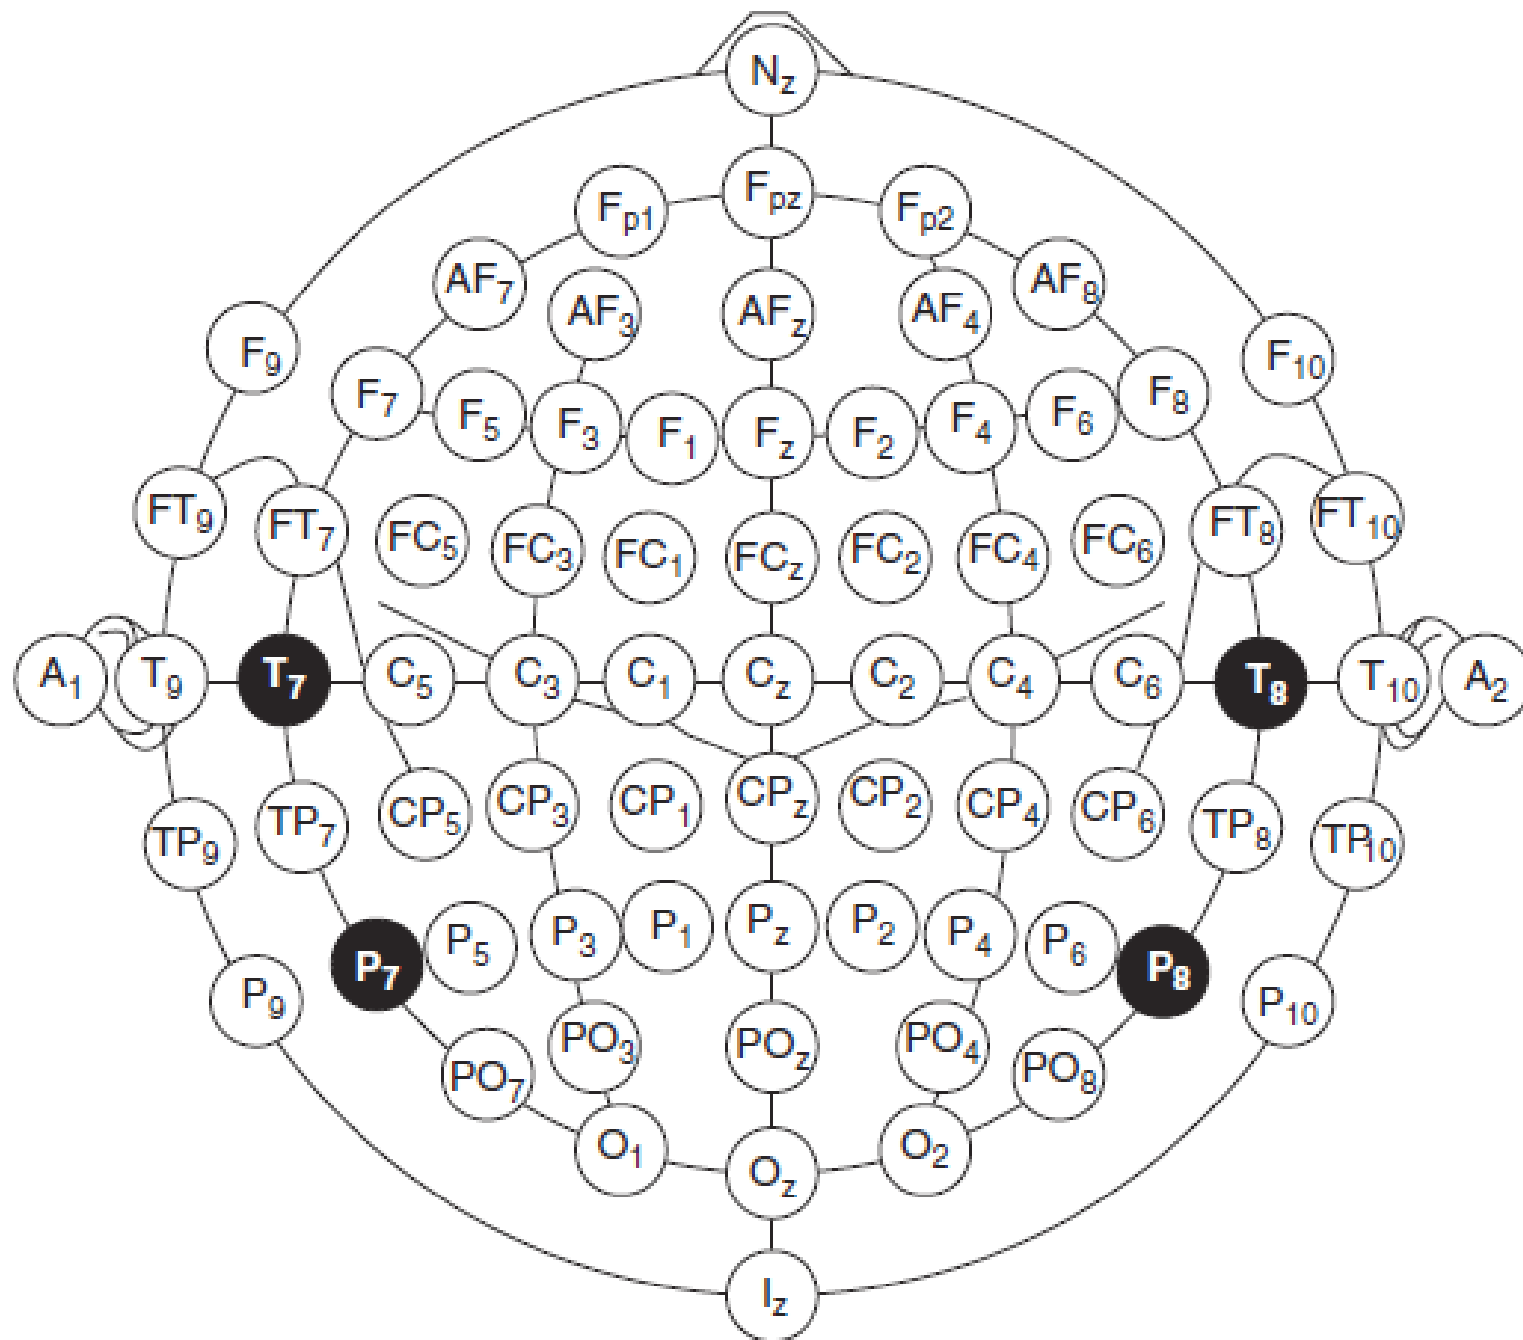 Nz
Fp1 Fpz Fp2
AF7 AF3 AFz AF4 AF8
F9 F7 F5 F3 F1 Fz F2 F4 F6 F8 F10
FT9 FT7 FC5 FC3 FC1 FCz FC2 FC4 FC6 FT8 FT10
A1 T9 T7 C5 C3 C1 Cz C2 C4 C6 T8 T10 A2
TP9 TP7 CP5 CP3 CP1 CPz CP2 CP4 CP6 TP8 TP10
P9 P7 P5 P3 P1 Pz P2 P4 P6 P8 P10
PO7 PO3 POz PO4 PO8
O1 Oz O2
Iz